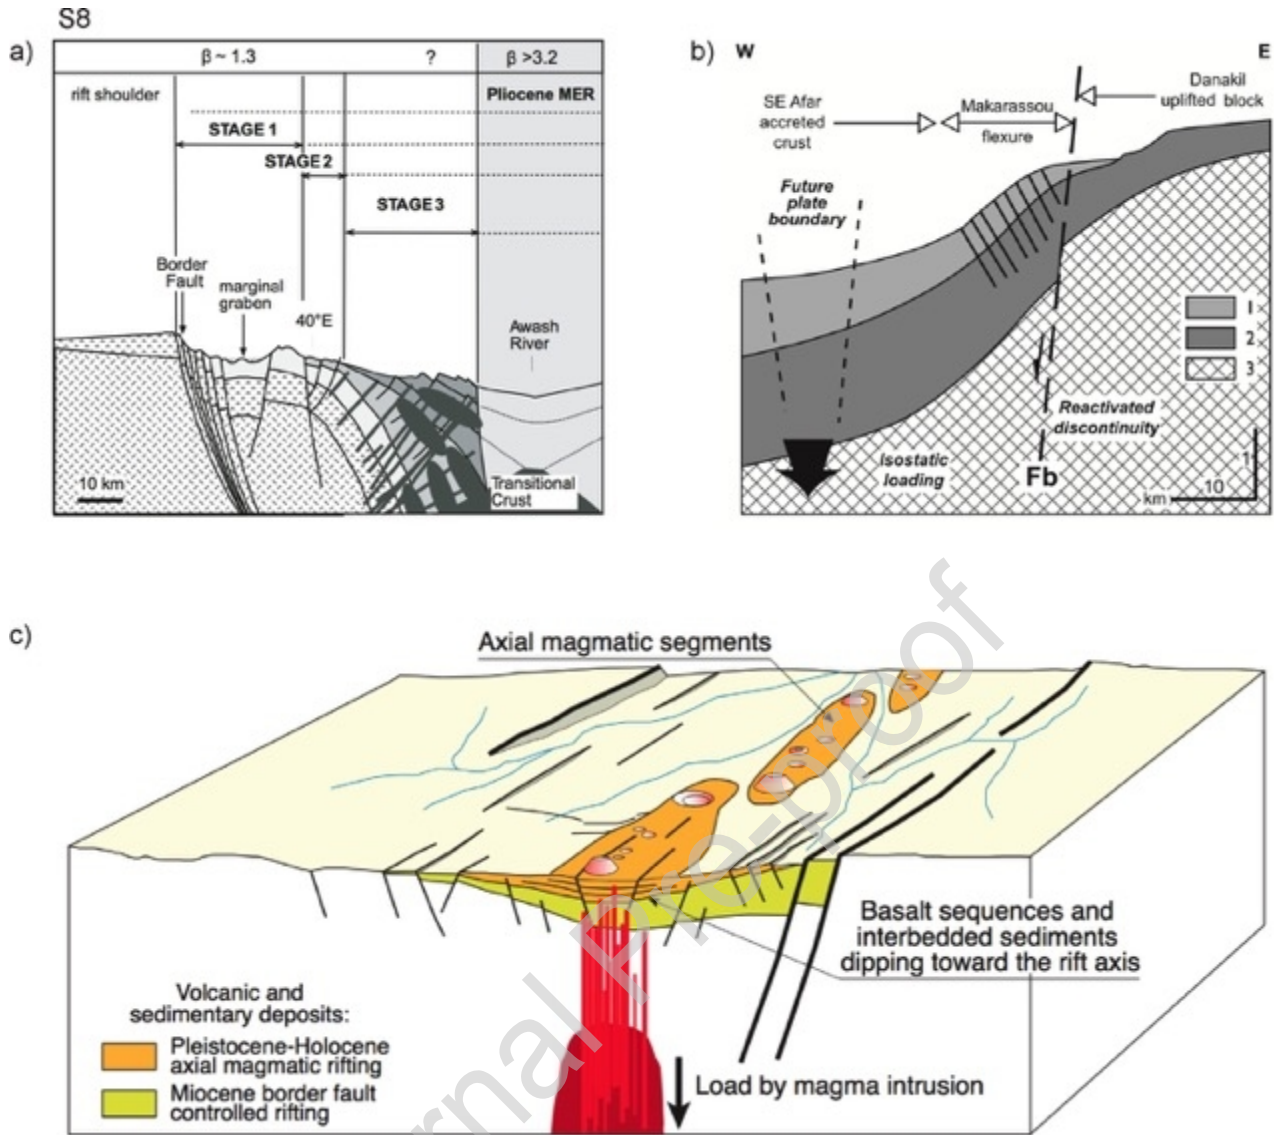 S8
a)
β ~ 1.3
?
β >3.2
rift shoulder
Pliocene MER
STAGE 1
STAGE 2
STAGE 3
Border
Fault
marginal
graben
40°E
Awash
River
10 km
Transitional
Crust
b)
W
E
SE Afar
accreted
crust
Makarassou
flexure
Danakil
uplifted block
Future
plate
boundary
1
2
3
Reactivated
discontinuity
Isostatic
loading
Fb
1
km
10
c)
Axial magmatic segments
Basalt sequences and
interbedded sediments
dipping toward the rift axis
Volcanic and
sedimentary deposits:
Pleistocene-Holocene
axial magmatic rifting
Miocene border fault
controlled rifting
Load by magma intrusion
rnal Pre-proof